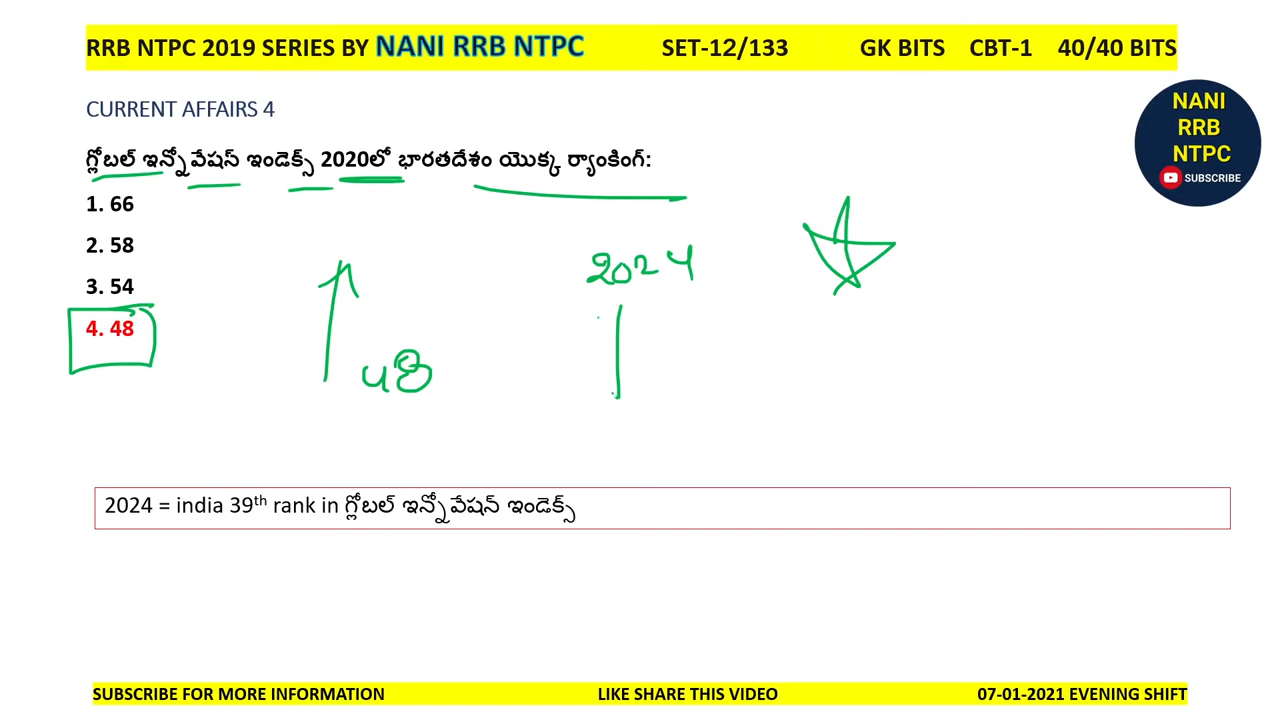 RRB NTPC 2019 SERIES BY NANI RRB NTPC SET-12/133 GK BITS CBT-1 40/40 BITS
NANI
RRB
NTPC
SUBSCRIBE
CURRENT AFFAIRS 4
గ్లోబల్ ఇన్నోవేషన్ ఇండెక్స్ 2020లో భారతదేశం యొక్క ర్యాంకింగ్:
1. 66
2. 58
3. 54
4. 48
2024
48
2024 = india 39th rank in గ్లోబల్ ఇన్నోవేషన్ ఇండెక్స్
SUBSCRIBE FOR MORE INFORMATION LIKE SHARE THIS VIDEO 07-01-2021 EVENING SHIFT